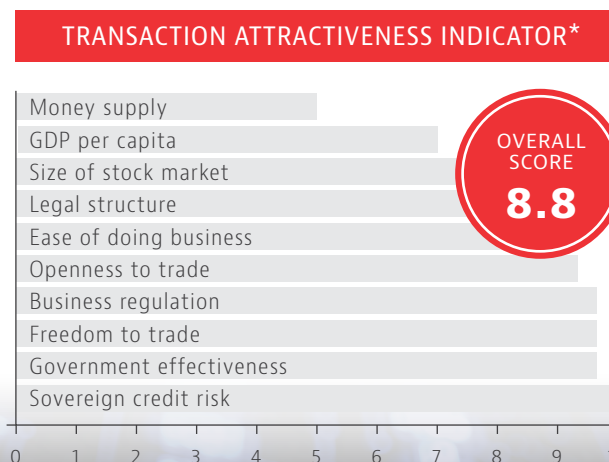 TRANSACTION ATTRACTIVENESS INDICATOR*
Money supply
GDP per capita
Size of stock market
Legal structure
Ease of doing business
Openness to trade
Business regulation
Freedom to trade
Government effectiveness
Sovereign credit risk
OVERALL
SCORE
8.8
0 1 2 3 4 5 6 7 8 9